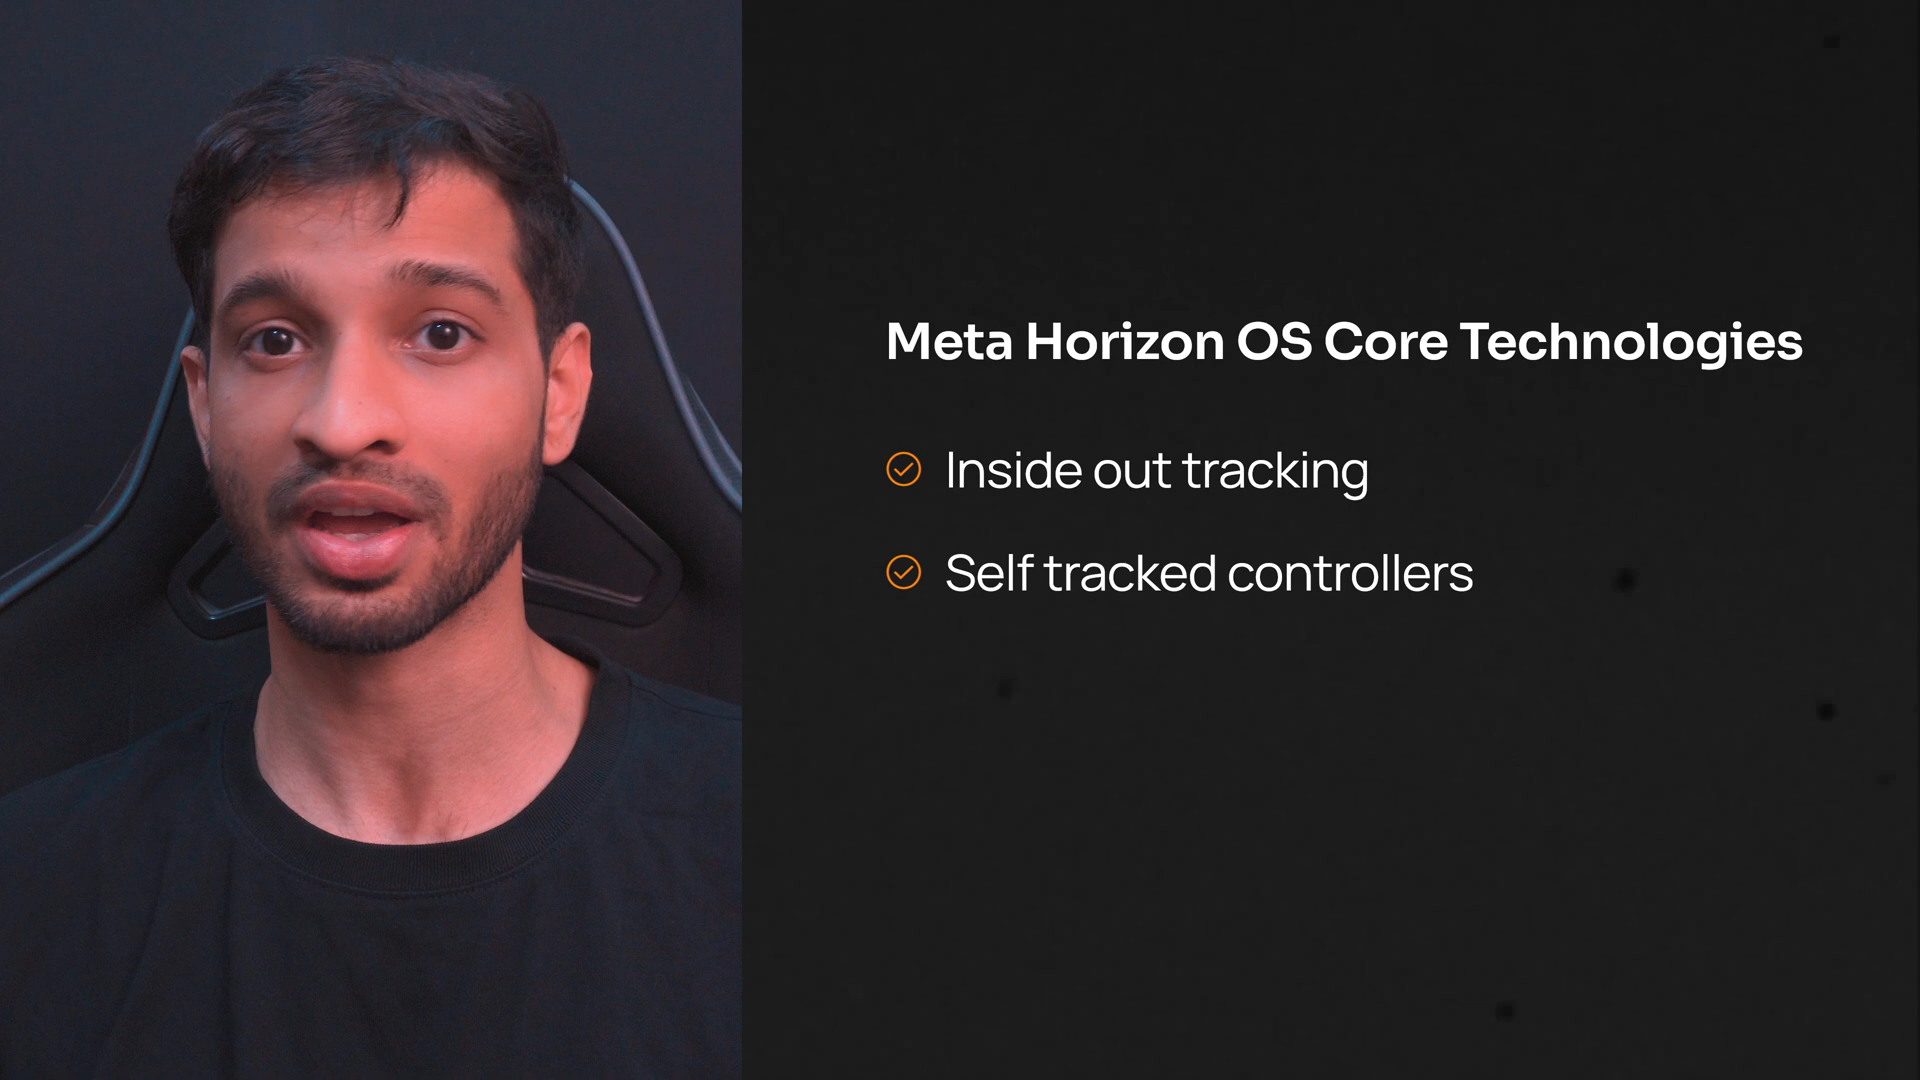 Meta Horizon OS Core Technologies
Inside out tracking
Self tracked controllers